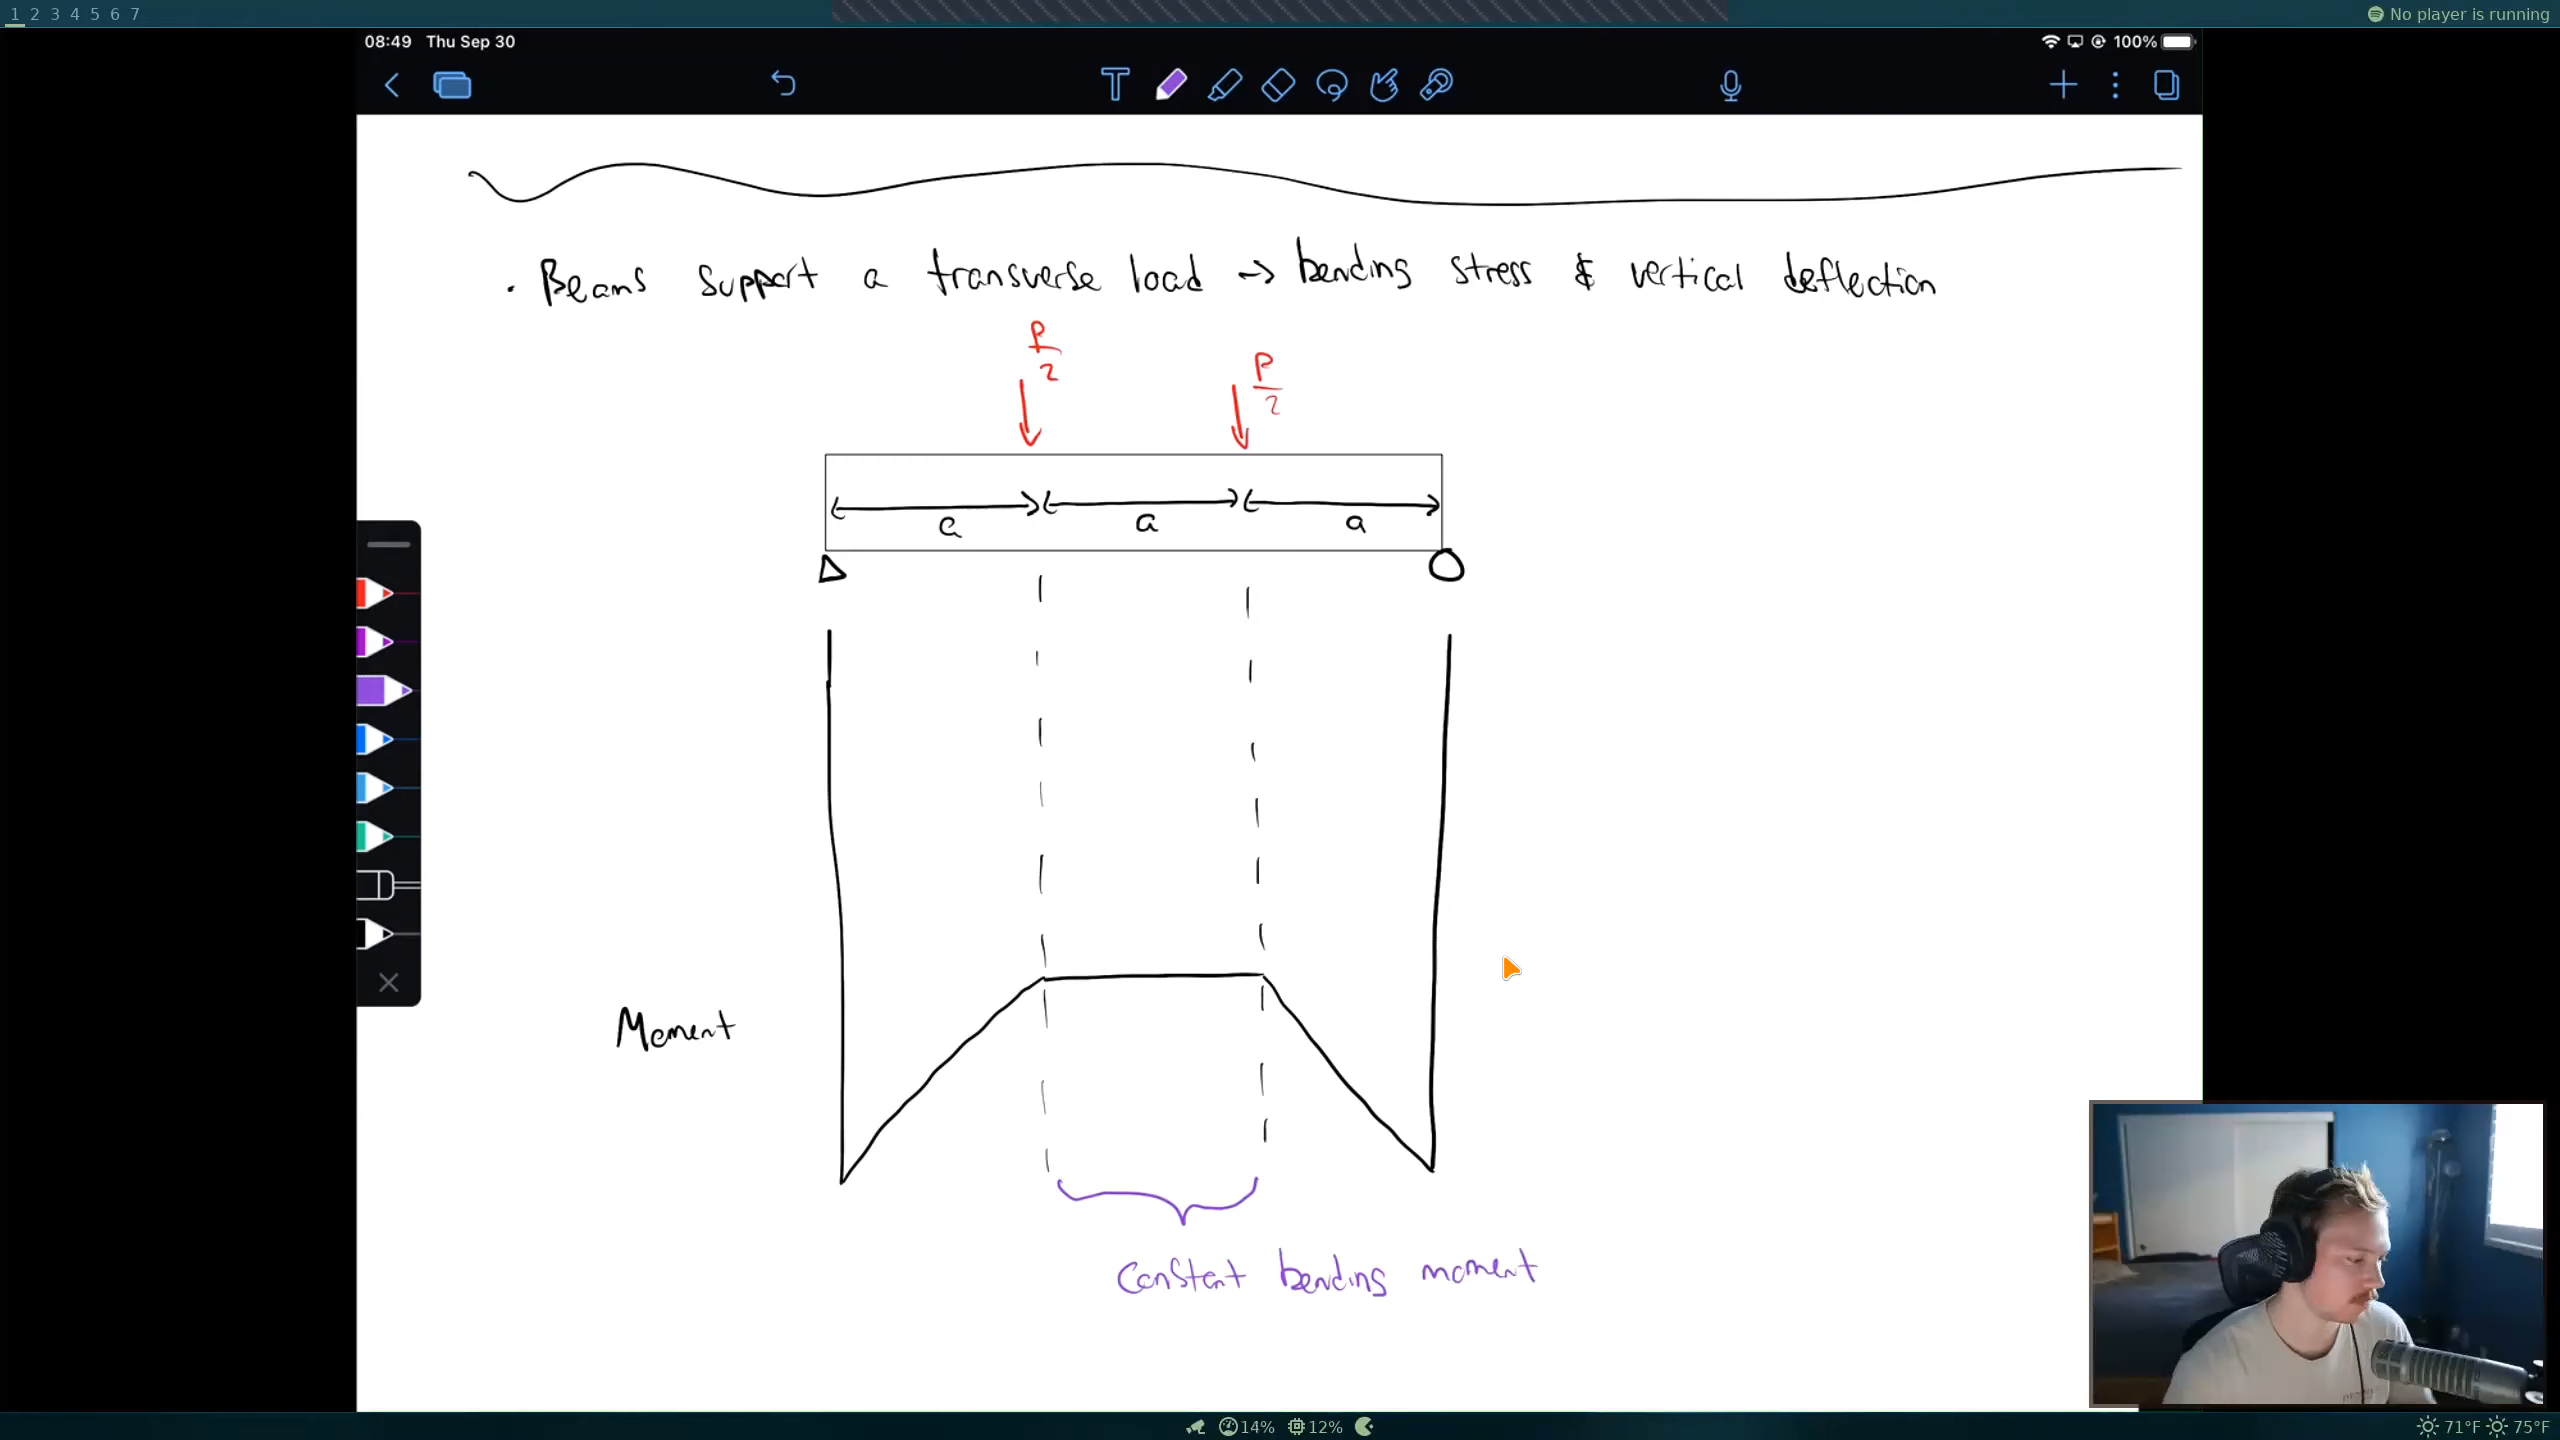 1 2 3 4 5 6 7
No player is running
08:49 Thu Sep 30
100%
T
. Beams support a transverse load → bending stress & vertical deflection
P
2
P
2
a a a
Moment
Constant bending moment
14% 12%
71°F 75°F